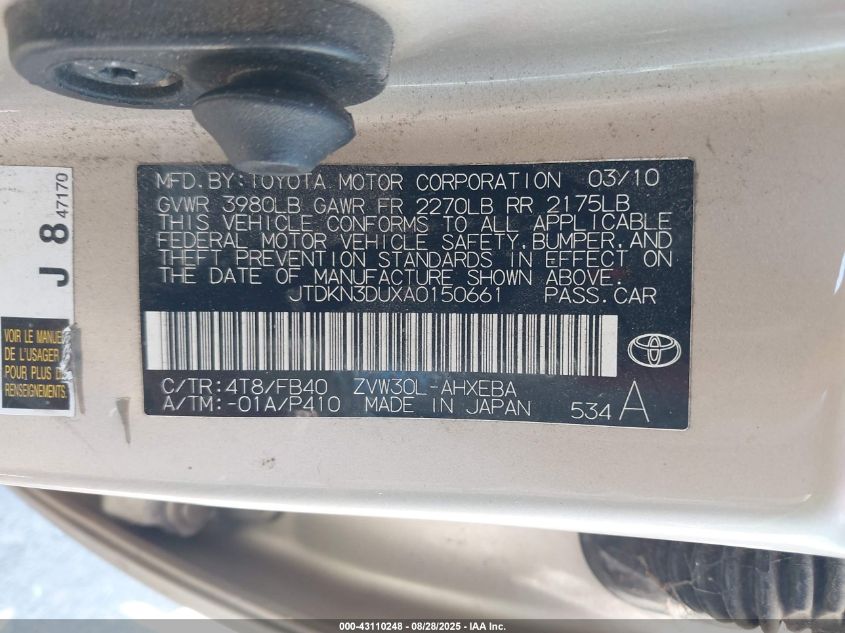 MFD.BY:TOYOTA MOTOR CORPORATION 03/10
GVWR 3980LB GAWR FR 2270LB RR 2175LB
THIS VEHICLE CONFORMS TO ALL APPLICABLE
FEDERAL MOTOR VEHICLE SAFETY,BUMPER,AND
THEFT PREVENTION STANDARDS IN EFFECT ON
THE DATE OF MANUFACTURE SHOWN ABOVE.
JTDKN3DUXA0150661 PASS.CAR
C/TR:4T8/FB40 ZVW30L-AHXEBA
A/TM:-01A/P410 MADE IN JAPAN 534 A
J 8 47170
VOIR LE MANUEL
DE L'USAGER
POUR PLUS DE
RENSEIGNEMENTS.
000-43110248 - 08/28/2025 - IAA Inc.